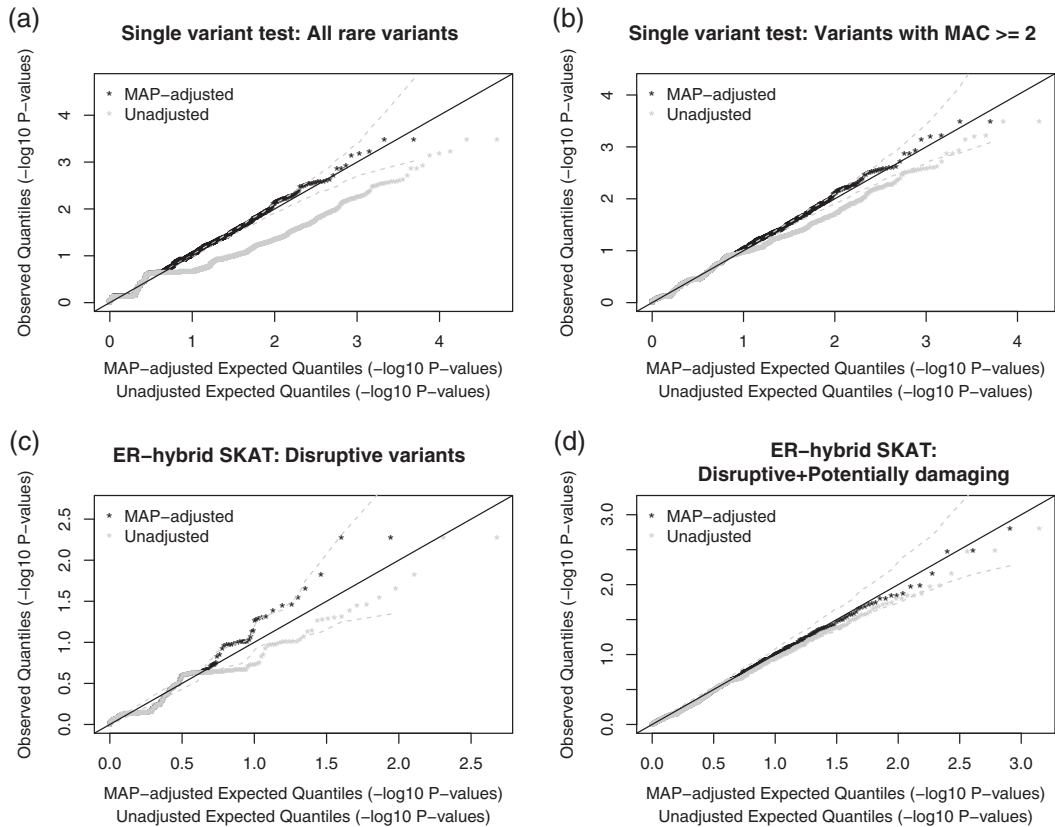 (a)
Single variant test: All rare variants
Observed Quantiles (−log10 P−values)
0 1 2 3 4
* MAP−adjusted
* Unadjusted
0 1 2 3 4
MAP−adjusted Expected Quantiles (−log10 P−values)
Unadjusted Expected Quantiles (−log10 P−values)
(b)
Single variant test: Variants with MAC >= 2
Observed Quantiles (−log10 P−values)
0 1 2 3 4
* MAP−adjusted
* Unadjusted
0 1 2 3 4
MAP−adjusted Expected Quantiles (−log10 P−values)
Unadjusted Expected Quantiles (−log10 P−values)
(c)
ER−hybrid SKAT: Disruptive variants
Observed Quantiles (−log10 P−values)
0.0 0.5 1.0 1.5 2.0 2.5
* MAP−adjusted
* Unadjusted
0.0 0.5 1.0 1.5 2.0 2.5
MAP−adjusted Expected Quantiles (−log10 P−values)
Unadjusted Expected Quantiles (−log10 P−values)
(d)
ER−hybrid SKAT:
Disruptive+Potentially damaging
Observed Quantiles (−log10 P−values)
0.0 1.0 2.0 3.0
* MAP−adjusted
* Unadjusted
0.0 0.5 1.0 1.5 2.0 2.5 3.0
MAP−adjusted Expected Quantiles (−log10 P−values)
Unadjusted Expected Quantiles (−log10 P−values)